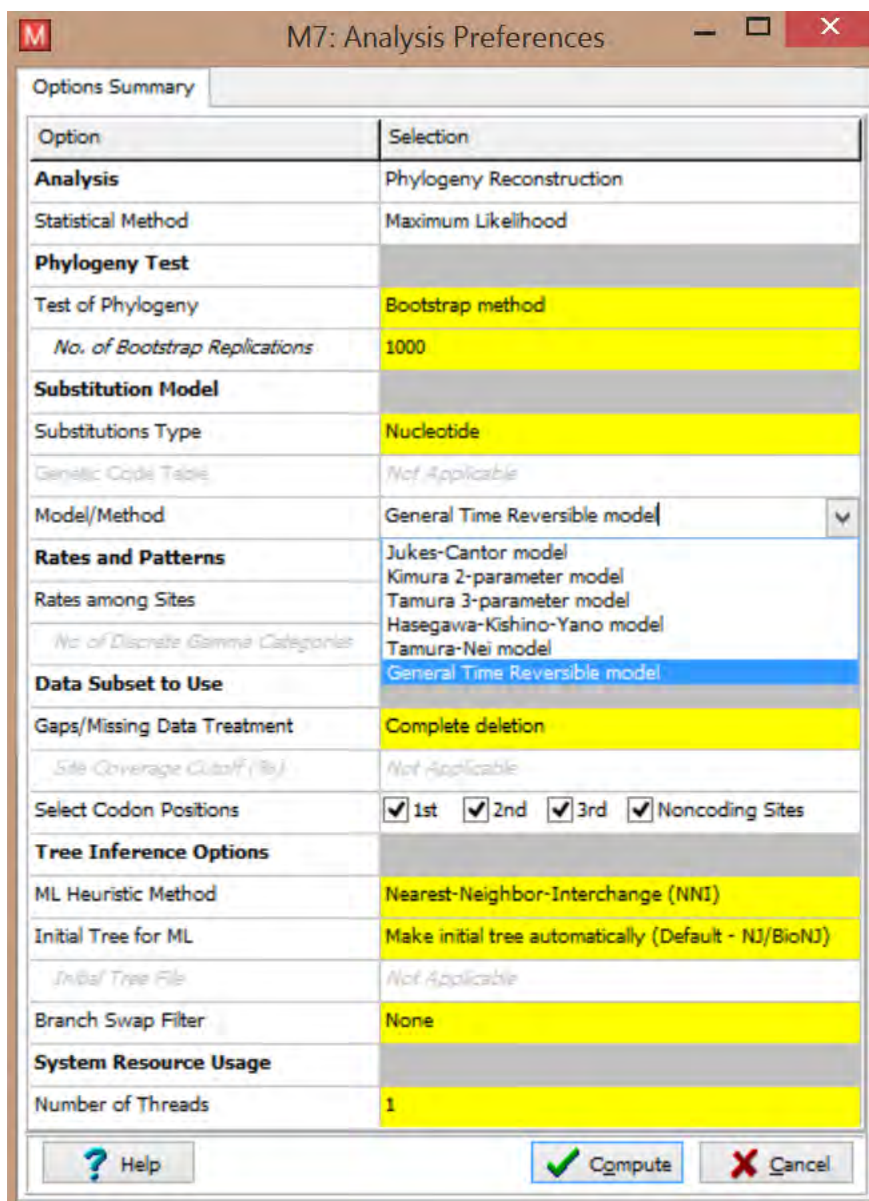 M
M7: Analysis Preferences
Options Summary
Option Selection
Analysis Phylogeny Reconstruction
Statistical Method Maximum Likelihood
Phylogeny Test
Test of Phylogeny Bootstrap method
No. of Bootstrap Replications 1000
Substitution Model
Substitutions Type Nucleotide
Genetic Code Table Not Applicable
Model/Method General Time Reversible model
Rates and Patterns Jukes-Cantor model
Kimura 2-parameter model
Rates among Sites Tamura 3-parameter model
Hasegawa-Kishino-Yano model
No of Discrete Gamma Categories Tamura-Nei model
Data Subset to Use General Time Reversible model
Gaps/Missing Data Treatment Complete deletion
Site Coverage Cutoff (%) Not Applicable
Select Codon Positions 1st 2nd 3rd Noncoding Sites
Tree Inference Options
ML Heuristic Method Nearest-Neighbor-Interchange (NNI)
Initial Tree for ML Make initial tree automatically (Default - NJ/BioNJ)
Initial Tree File Not Applicable
Branch Swap Filter None
System Resource Usage
Number of Threads 1
? Help Compute Cancel